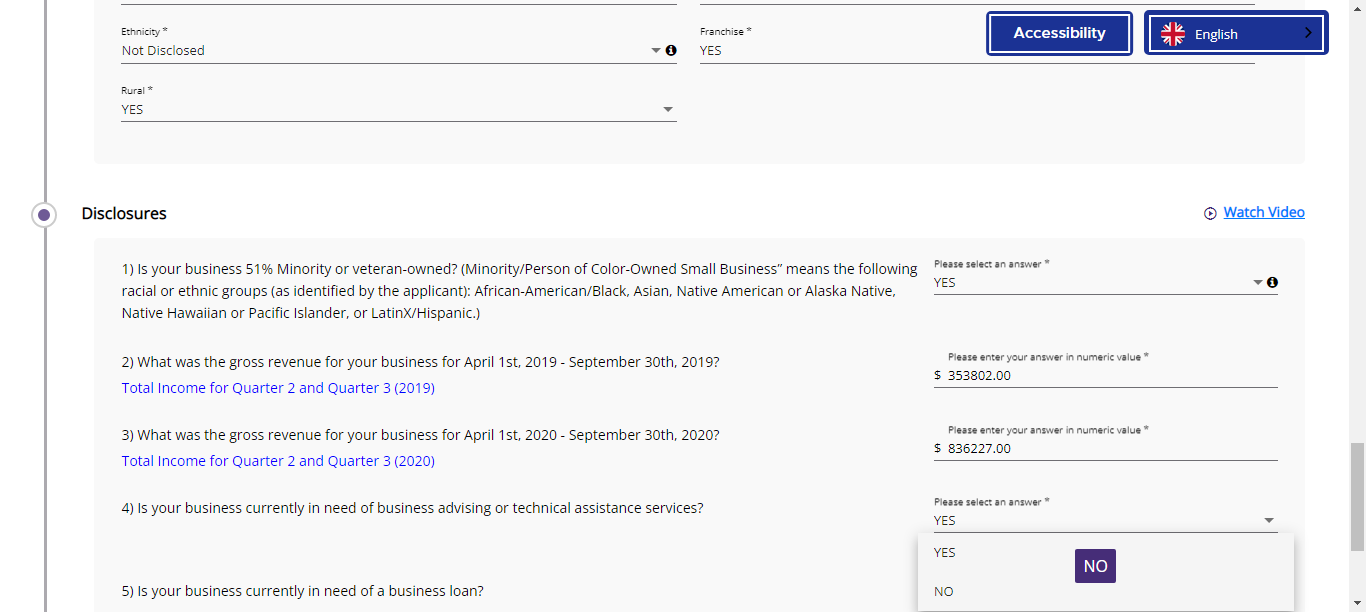 Ethnicity *
Not Disclosed
Franchise *
YES
Accessibility
English
Rural *
YES
Disclosures
Watch Video
1) Is your business 51% Minority or veteran-owned? (Minority/Person of Color-Owned Small Business” means the following
racial or ethnic groups (as identified by the applicant): African-American/Black, Asian, Native American or Alaska Native,
Native Hawaiian or Pacific Islander, or LatinX/Hispanic.)
Please select an answer *
YES
2) What was the gross revenue for your business for April 1st, 2019 - September 30th, 2019?
Total Income for Quarter 2 and Quarter 3 (2019)
Please enter your answer in numeric value *
$ 353802.00
3) What was the gross revenue for your business for April 1st, 2020 - September 30th, 2020?
Total Income for Quarter 2 and Quarter 3 (2020)
Please enter your answer in numeric value *
$ 836227.00
4) Is your business currently in need of business advising or technical assistance services?
Please select an answer *
YES
YES
NO
NO
5) Is your business currently in need of a business loan?